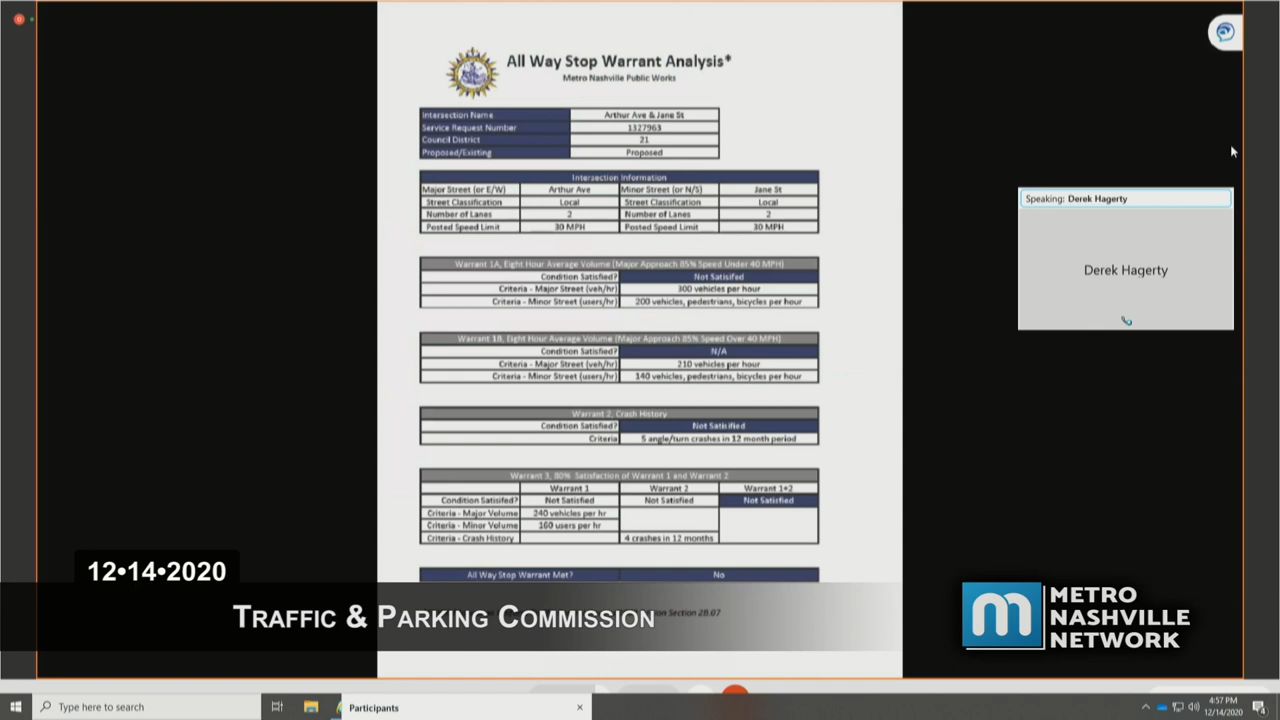 All Way Stop Warrant Analysis*
Metro Nashville Public Works
Intersection Name Arthur Ave & Jane St
Service Request Number 1327963
Council District 21
Proposed/Existing Proposed
Intersection Information
Major Street (or E/W) Arthur Ave Minor Street (or N/S) Jane St
Street Classification Local Street Classification Local
Number of Lanes 2 Number of Lanes 2
Posted Speed Limit 30 MPH Posted Speed Limit 30 MPH
Warrant 1A, Eight Hour Average Volume (Major Approach 85% Speed Under 40 MPH)
Condition Satisfied? Not Satisifed
Criteria - Major Street (veh/hr) 300 vehicles per hour
Criteria - Minor Street (users/hr) 200 vehicles, pedestrians, bicycles per hour
Warrant 1B, Eight Hour Average Volume (Major Approach 85% Speed Over 40 MPH)
Condition Satisfied? N/A
Criteria - Major Street (veh/hr) 210 vehicles per hour
Criteria - Minor Street (users/hr) 140 vehicles, pedestrians, bicycles per hour
Warrant 2, Crash History
Condition Satisfied? Not Satisified
Criteria 5 angle/turn crashes in 12 month period
Warrant 3, 80% Satisfaction of Warrant 1 and Warrant 2
Warrant 1 Warrant 2 Warrant 1+2
Condition Satisifed? Not Satisfied Not Satisfied Not Satisfied
Criteria - Major Volume 240 vehicles per hr
Criteria - Minor Volume 160 users per hr
Criteria - Crash History 4 crashes in 12 months
All Way Stop Warrant Met? No
Section 2B.07
Speaking: Derek Hagerty
Derek Hagerty
12•14•2020
Traffic & Parking Commission
METRO
NASHVILLE
NETWORK
Type here to search
Participants
4:57 PM
12/14/2020
4